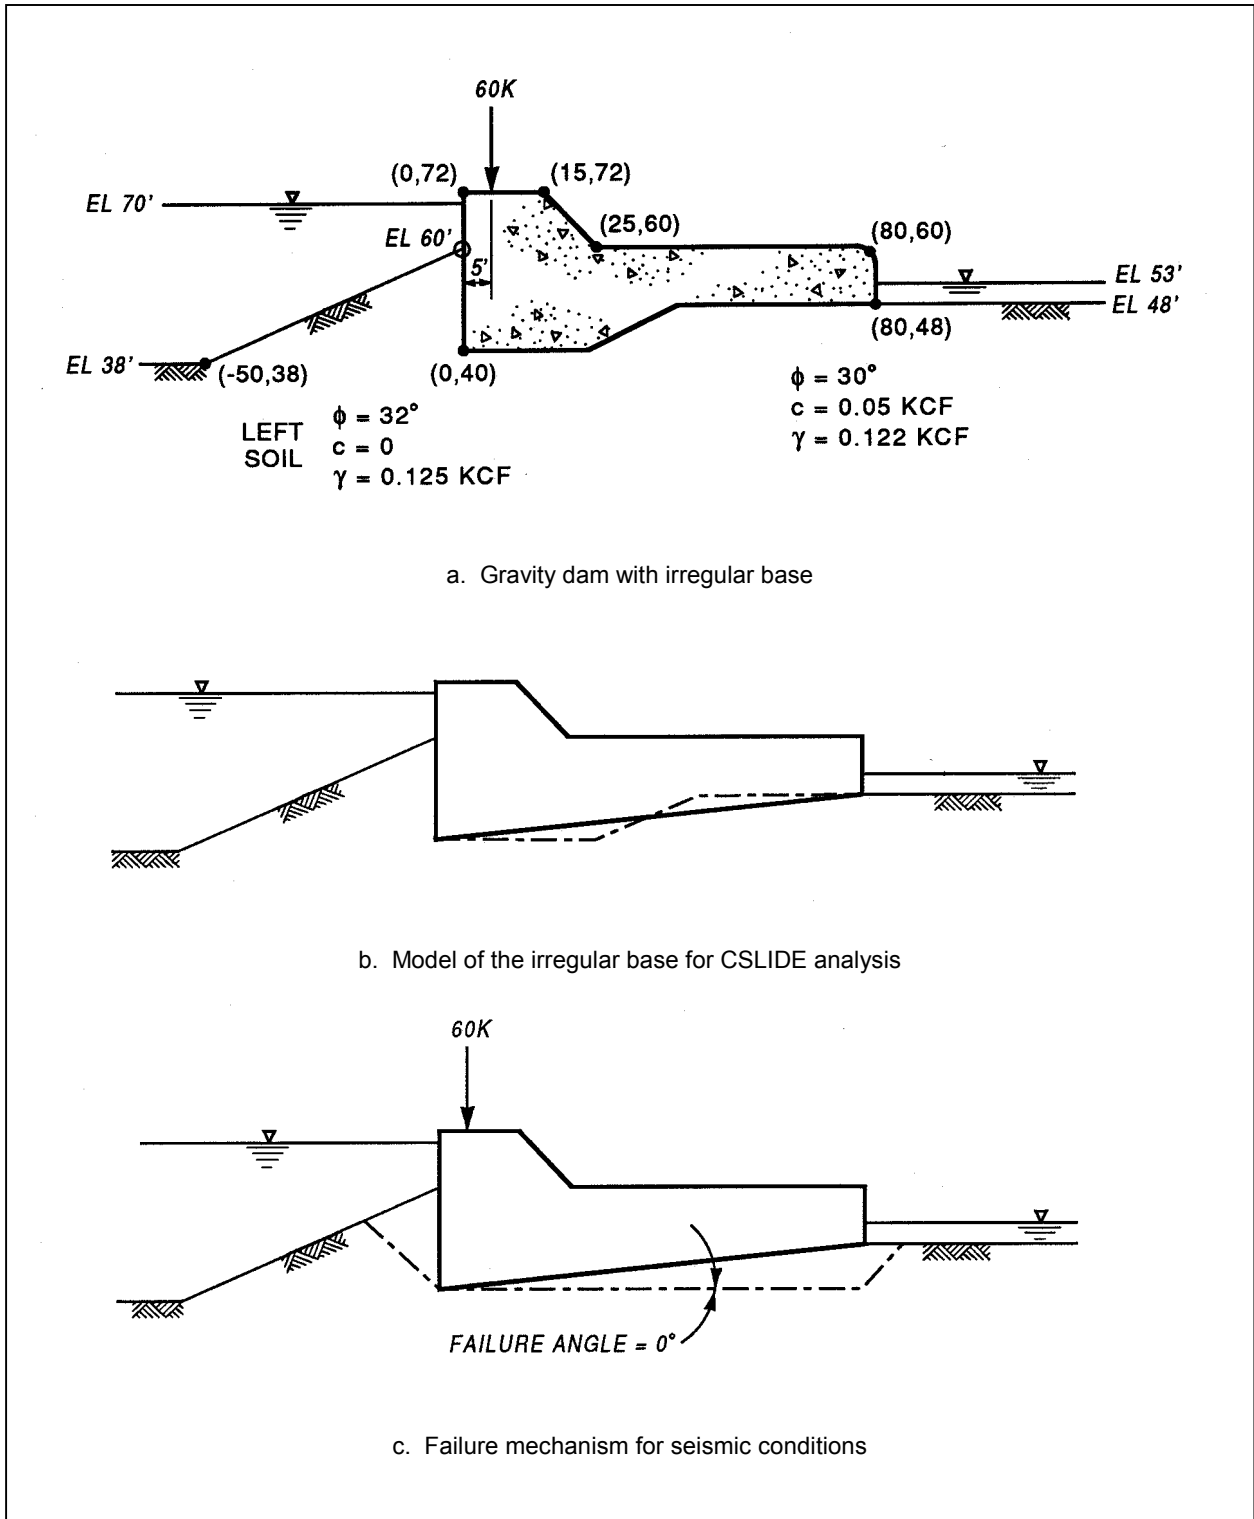 60K
(0,72)
(15,72)
EL 70'
(25,60)
(80,60)
EL 60'
5'
EL 53'
EL 48'
(80,48)
EL 38'
(-50,38)
(0,40)
LEFT
SOIL
ϕ = 32°
c = 0
γ = 0.125 KCF
ϕ = 30°
c = 0.05 KCF
γ = 0.122 KCF
a. Gravity dam with irregular base
b. Model of the irregular base for CSLIDE analysis
60K
FAILURE ANGLE = 0°
c. Failure mechanism for seismic conditions